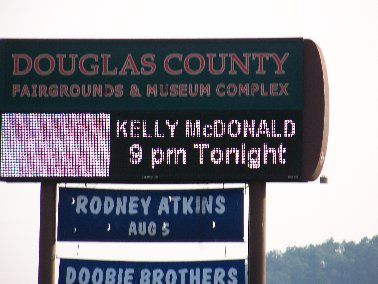 DOUGLAS COUNTY
FAIRGROUNDS & MUSEUM COMPLEX
KELLY McDONALD
9 pm Tonight
RODNEY ATKINS
AUG 5
DOOBIE BROTHERS